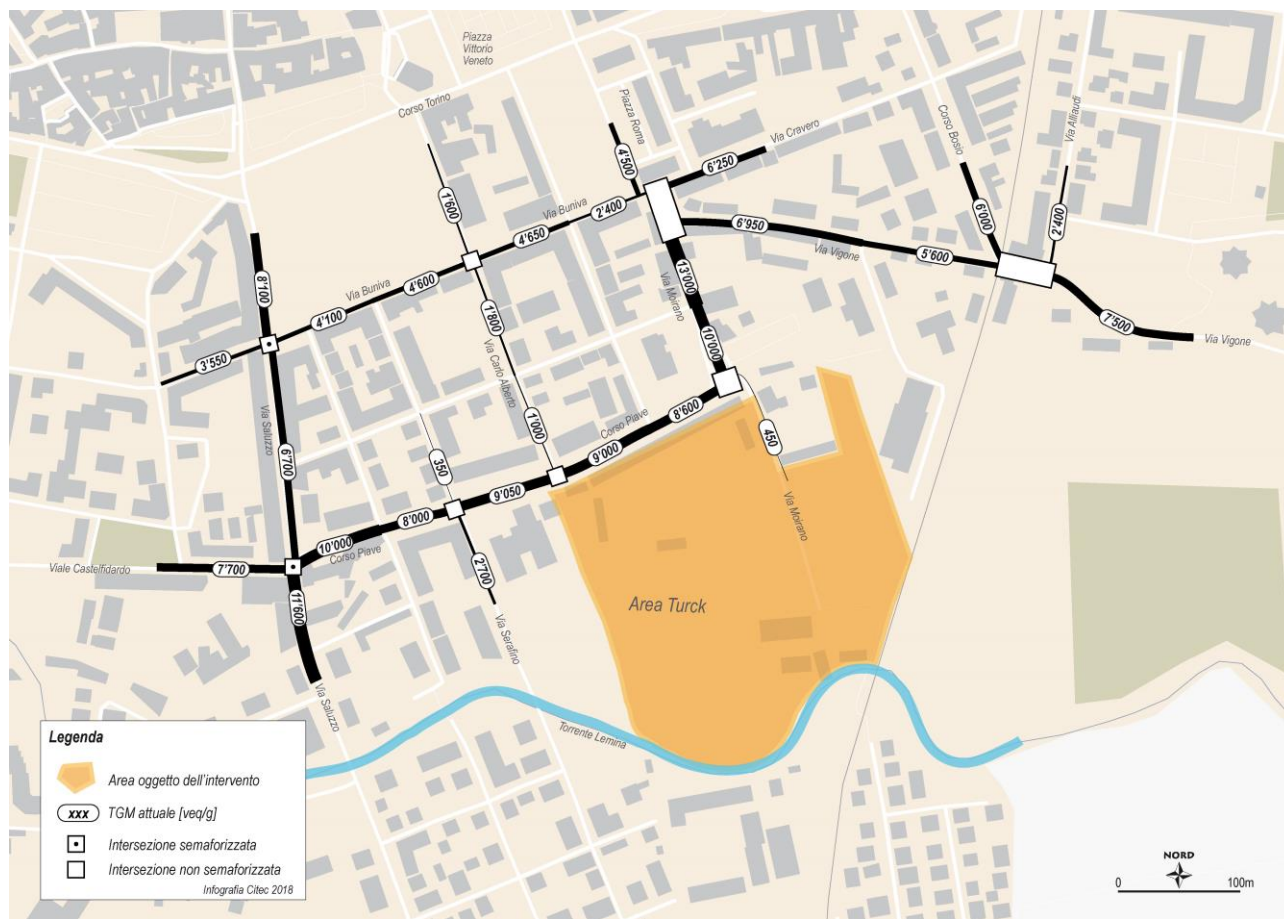 Piazza
Vittorio
Veneto
Corso Torino
Piazza Roma
4'500
Via Cravero
6'250
Corso Bosio
Via Alliaudi
1'600
Via Buniva
2'400
6'950
6'000
2'400
8'100
4'650
Via Vigone
5'600
Via Buniva
4'600
13'000
Via Moirano
4'100
1'800
7'500
Via Vigone
3'550
10'000
Via Carlo Alberto
Via Saluzzo
Corso Piave
8'600
1'000
450
6'700
350
9'000
9'050
Via Moirano
8'000
10'000
Corso Piave
Viale Castelfidardo
7'700
2'700
11'600
Area Turck
Via Serafino
Via Saluzzo
Torrente Lemina
Legenda
Area oggetto dell'intervento
xxx TGM attuale [veq/g]
Intersezione semaforizzata
Intersezione non semaforizzata
Infografia Citec 2018
NORD
0 100m